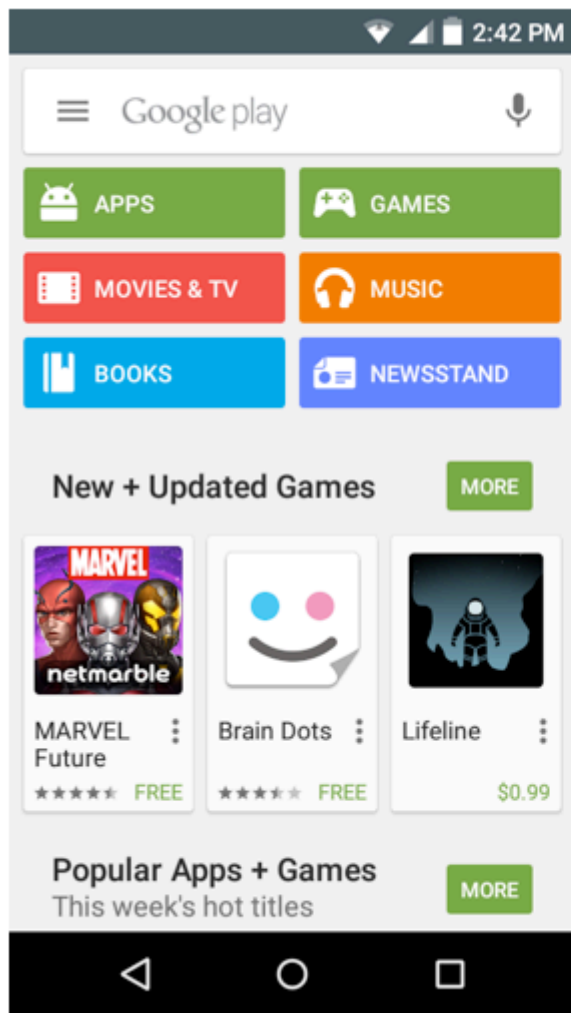 2:42 PM
Google play
APPS
GAMES
MOVIES & TV
MUSIC
BOOKS
NEWSSTAND
New + Updated Games
MORE
MARVEL
netmarble
MARVEL
Future
FREE
Brain Dots
FREE
Lifeline
$0.99
Popular Apps + Games
This week's hot titles
MORE